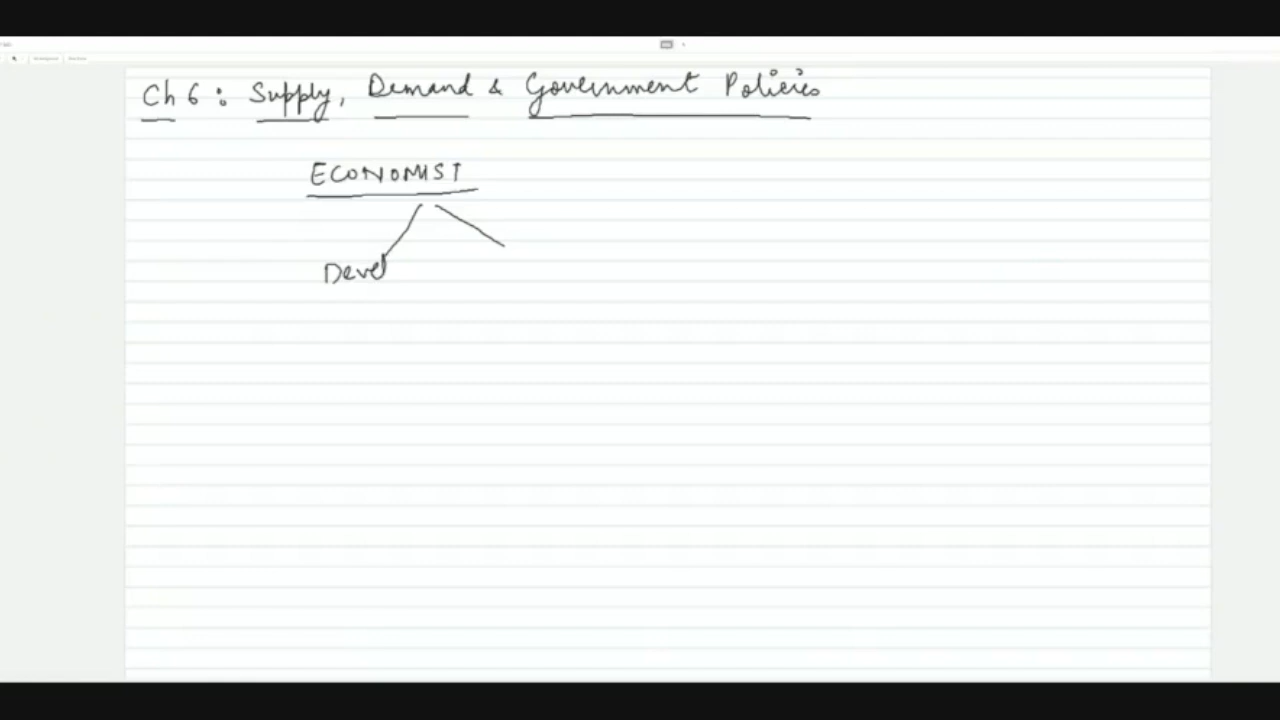 Ch 6 : Supply, Demand & Government Policies
ECONOMIST
Devel